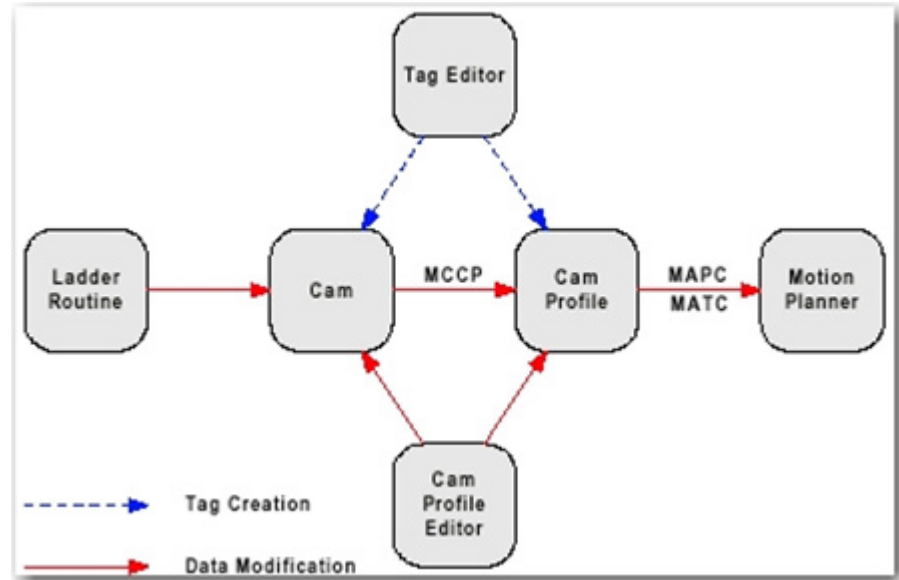 Tag Editor
Ladder
Routine
Cam
MCCP
Cam
Profile
MAPC
MATC
Motion
Planner
Cam
Profile
Editor
Tag Creation
Data Modification